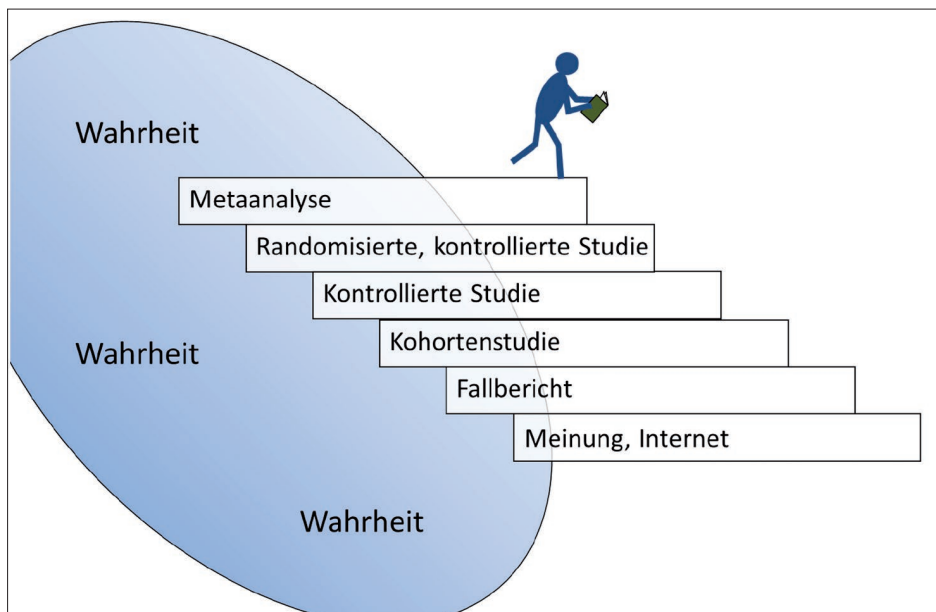 Wahrheit
Metaanalyse
Randomisierte, kontrollierte Studie
Kontrollierte Studie
Wahrheit
Kohortenstudie
Fallbericht
Meinung, Internet
Wahrheit